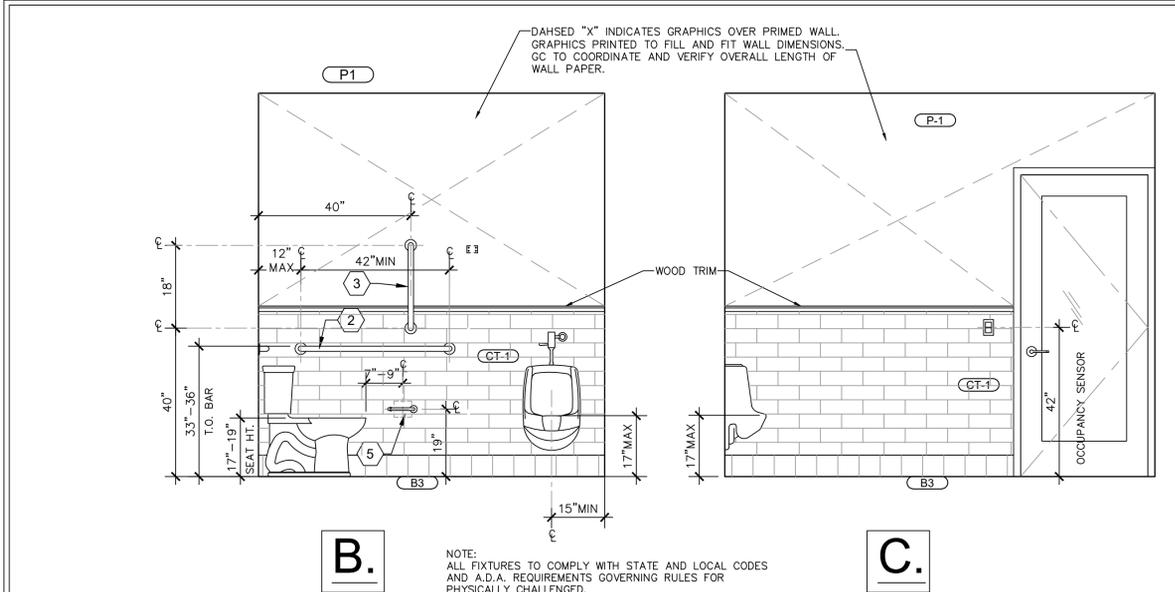 DAHSED "X" INDICATES GRAPHICS OVER PRIMED WALL.
GRAPHICS PRINTED TO FILL AND FIT WALL DIMENSIONS.
GC TO COORDINATE AND VERIFY OVERALL LENGTH OF
WALL PAPER.
P1
P-1
40"
12"
MAX
42"MIN
18"
3
WOOD TRIM
2
CT-1
7"-9"
40"
33"-36"
T.O. BAR
17"-19"
SEAT HT.
5
19"
17"MAX
15"MIN
B3
17"MAX
CT-1
42"
OCCUPANCY SENSOR
B3
B.
NOTE:
ALL FIXTURES TO COMPLY WITH STATE AND LOCAL CODES
AND A.D.A. REQUIREMENTS GOVERNING RULES FOR
PHYSICALLY CHALLENGED.
C.